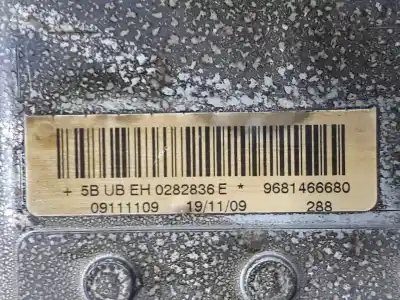 + 5B UB EH 0282836 E * 9681466680
09111109 19/11/09 288